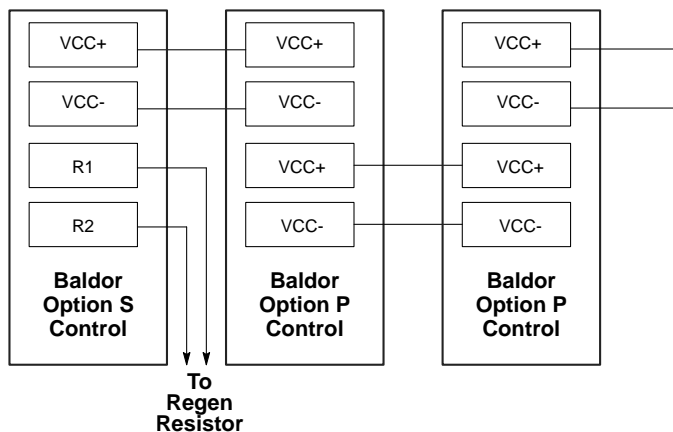 VCC+
VCC-
R1
R2
Baldor
Option S
Control
VCC+
VCC-
VCC+
VCC-
Baldor
Option P
Control
VCC+
VCC-
VCC+
VCC-
Baldor
Option P
Control
To
Regen
Resistor